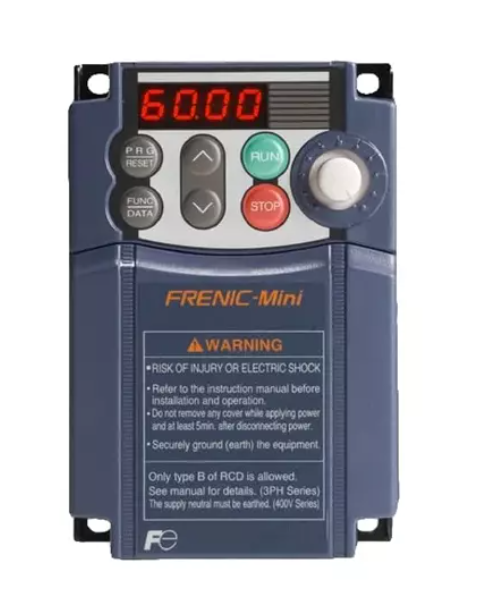 60.00
PRG
RESET
RUN
FUNC
DATA
STOP
FRENIC-Mini
WARNING
•RISK OF INJURY OR ELECTRIC SHOCK
• Refer to the instruction manual before
installation and operation.
• Do not remove any cover while applying power
and at least 5min. after disconnecting power.
• Securely ground (earth) the equipment.
Only type B of RCD is allowed.
See manual for details. (3PH Series)
The supply neutral must be earthed. (400V Series)
Fe